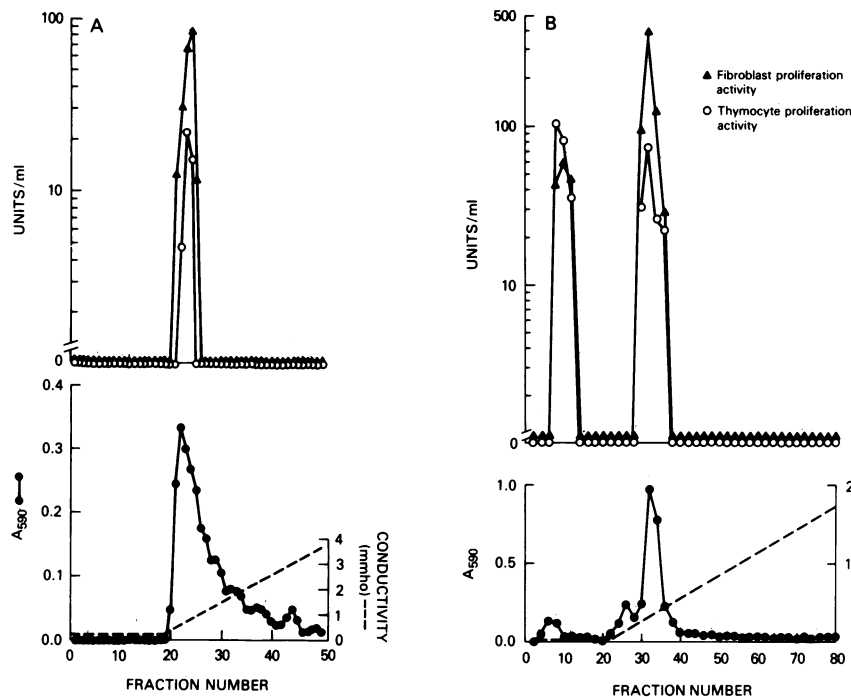 A
100
10
0
UNITS/ml
0.4
0.3
0.2
0.1
0.0
A590
4
3
2
1
0
CONDUCTIVITY
(mmho)
0 10 20 30 40 50
FRACTION NUMBER
B
500
100
10
0
UNITS/ml
Fibroblast proliferation
activity
Thymocyte proliferation
activity
1.0
0.5
0.0
A590
2
1
0 10 20 30 40 50 60 70 80
FRACTION NUMBER